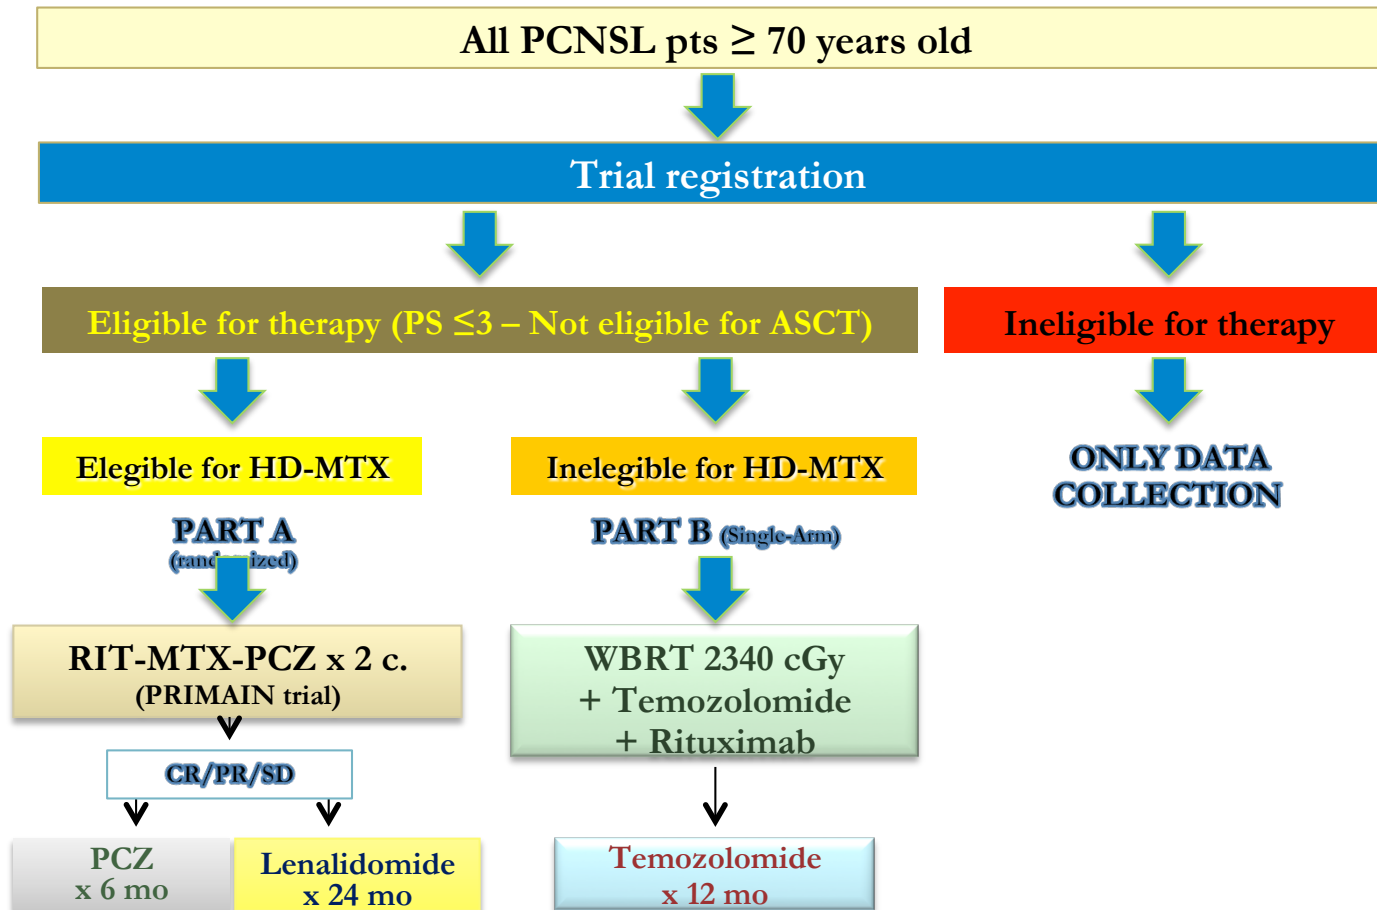 All PCNSL pts ≥ 70 years old
Trial registration
Eligible for therapy (PS ≤3 – Not eligible for ASCT)
Ineligible for therapy
Elegible for HD-MTX
Inelegible for HD-MTX
ONLY DATA
COLLECTION
PART A
(randomized)
PART B (Single-Arm)
RIT-MTX-PCZ x 2 c.
(PRIMAIN trial)
WBRT 2340 cGy
+ Temozolomide
+ Rituximab
CR/PR/SD
PCZ
x 6 mo
Lenalidomide
x 24 mo
Temozolomide
x 12 mo